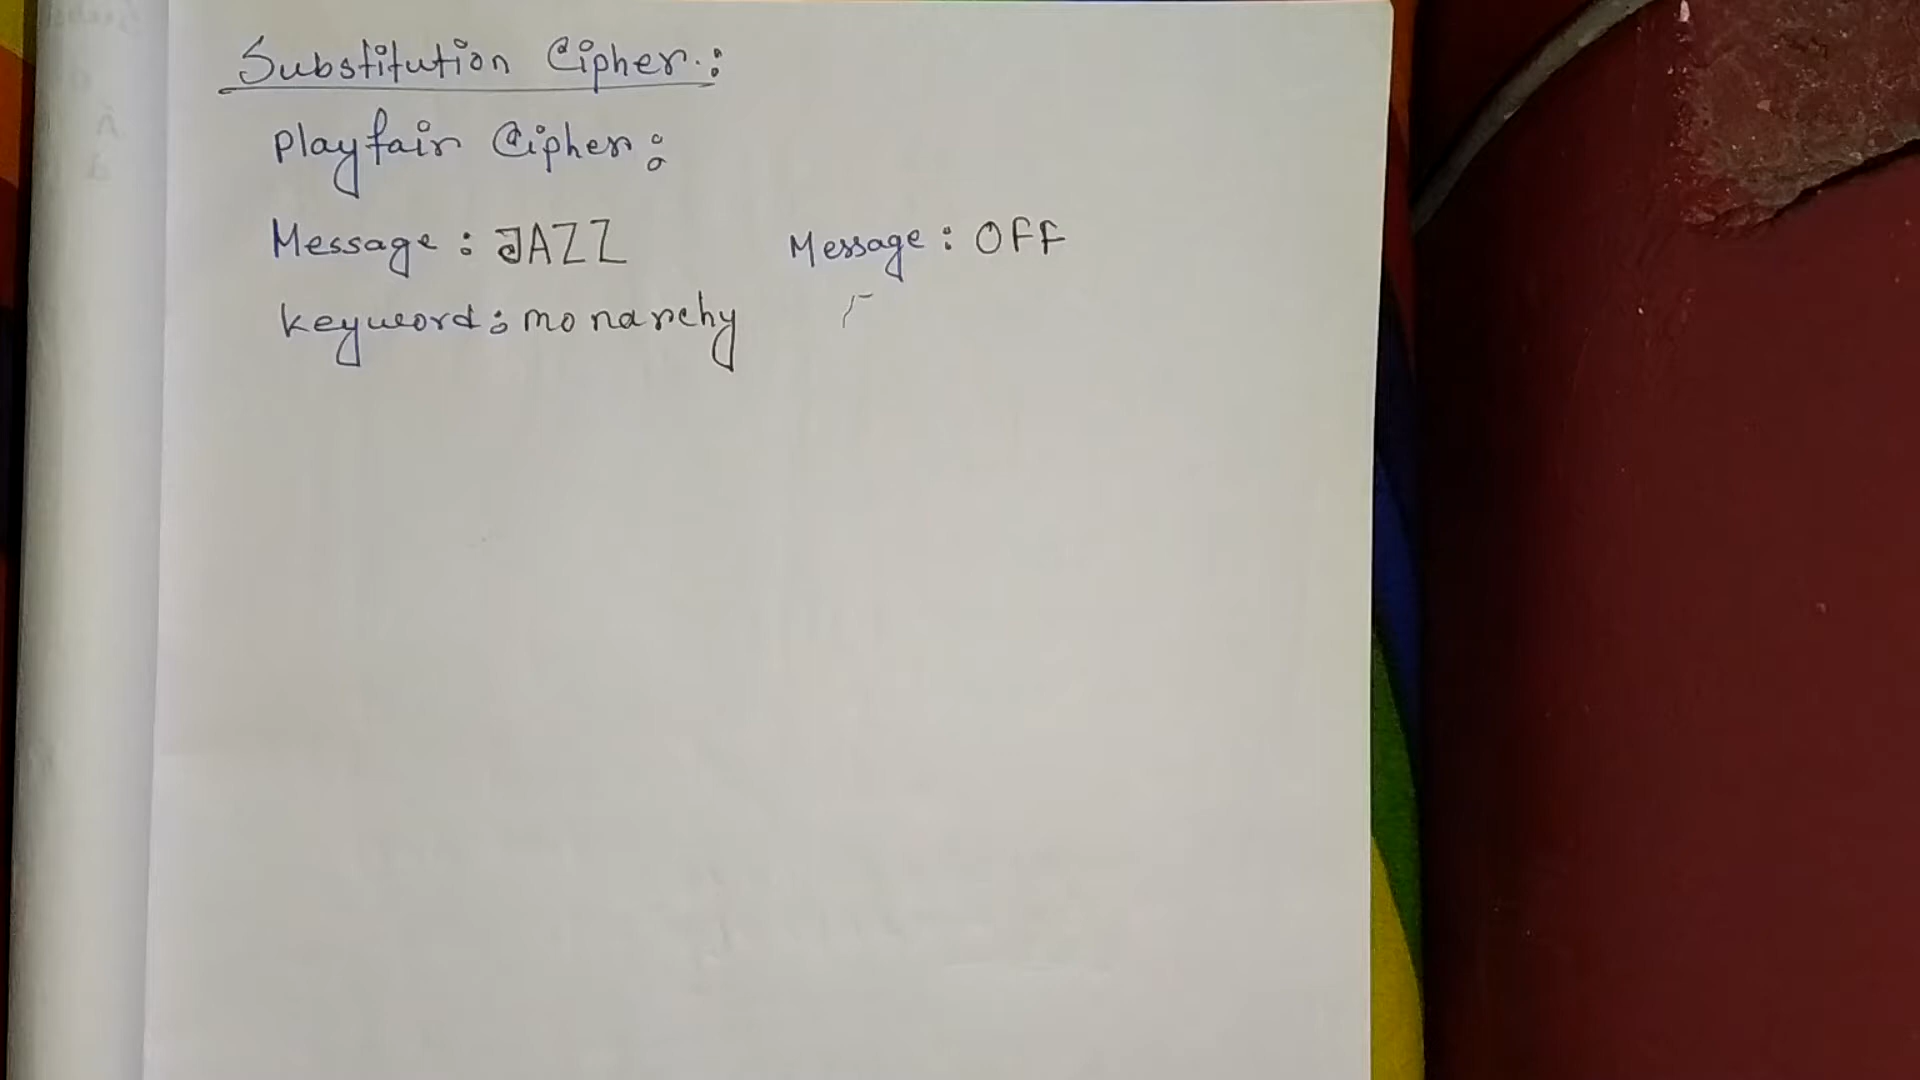 Substitution Cipher:
Playfair Cipher:
Message: JAZZ Message: OFF
keyword: monarchy